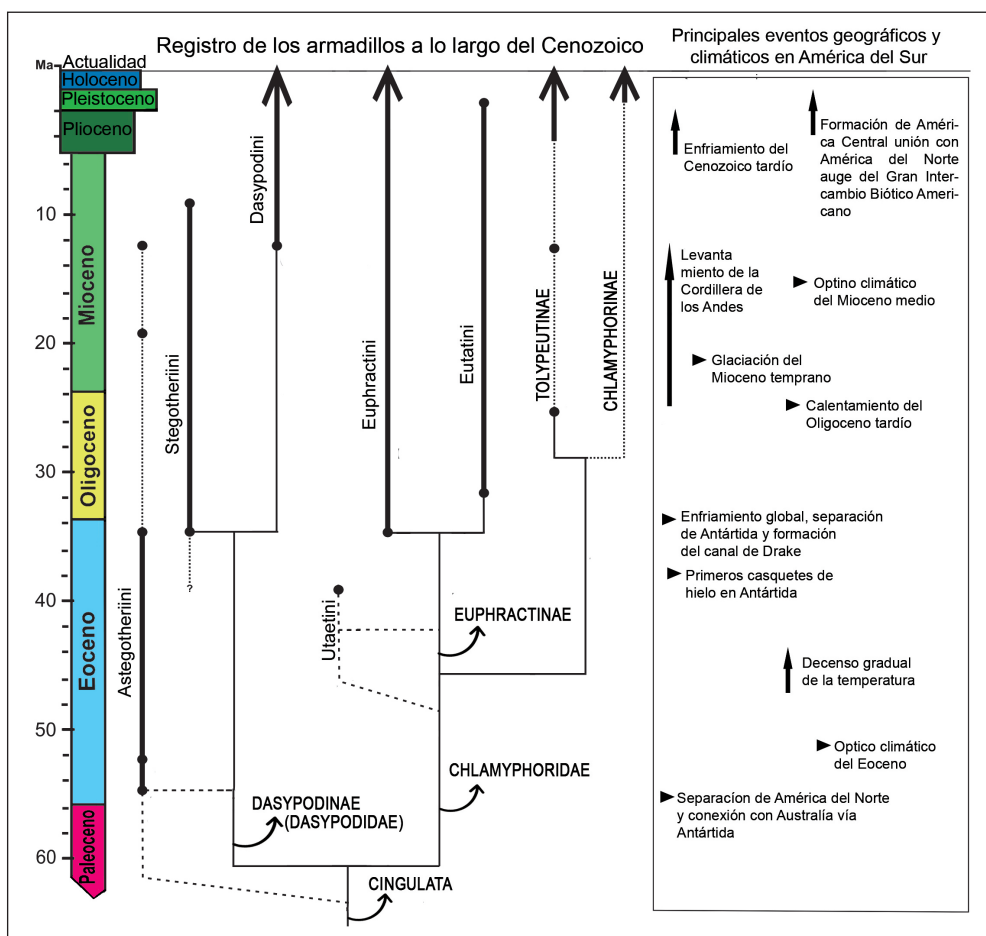 Registro de los armadillos a lo largo del Cenozoico
Principales eventos geográficos y
climáticos en América del Sur
Ma
Actualidad
Holoceno
Pleistoceno
Plioceno
Mioceno
Oligoceno
Eoceno
Paleoceno
10
20
30
40
50
60
Astegotheriini
Stegotheriini
?
Dasypodini
Utaetini
Euphractini
Eutatini
TOLYPEUTINAE
CHLAMYPHORINAE
EUPHRACTINAE
CHLAMYPHORIDAE
DASYPODINAE
(DASYPODIDAE)
CINGULATA
Enfriamiento del
Cenozoico tardío
Formación de Améri-
ca Central unión con
América del Norte
auge del Gran Inter-
cambio Biótico Ameri-
cano
Levanta
miento de la
Cordillera de
los Andes
Optino climático
del Mioceno medio
Glaciación del
Mioceno temprano
Calentamiento del
Oligoceno tardío
Enfriamiento global, separación
de Antártida y formación
del canal de Drake
Primeros casquetes de
hielo en Antártida
Decenso gradual
de la temperatura
Optico climático
del Eoceno
Separacíon de América del Norte
y conexión con Australía vía
Antártida